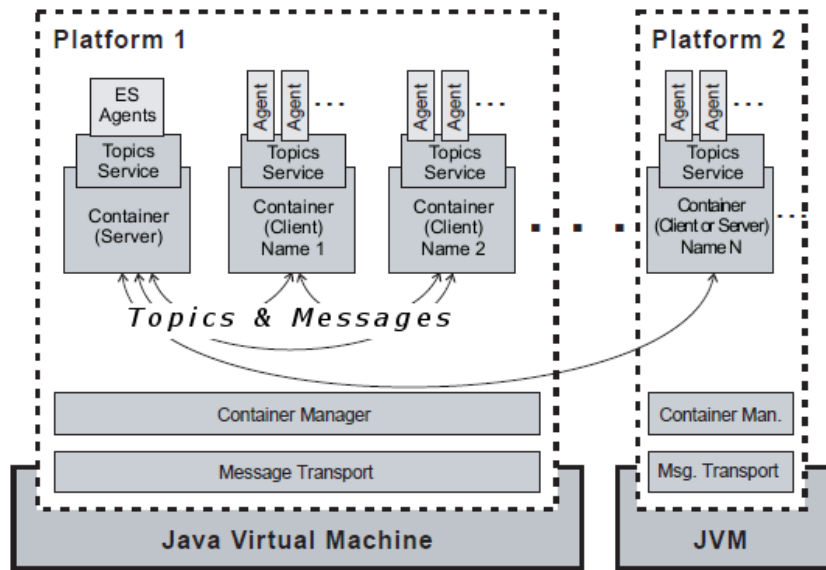 Platform 1
Platform 2
ES
Agents
Agent
Agent
...
Agent
Agent
...
Agent
Agent
...
Topics
Service
Topics
Service
Topics
Service
Topics
Service
Container
(Server)
Container
(Client)
Name 1
Container
(Client)
Name 2
. . .
Container
(Client or Server)
Name N
...
Topics & Messages
Container Manager
Container Man.
Message Transport
Msg. Transport
Java Virtual Machine
JVM